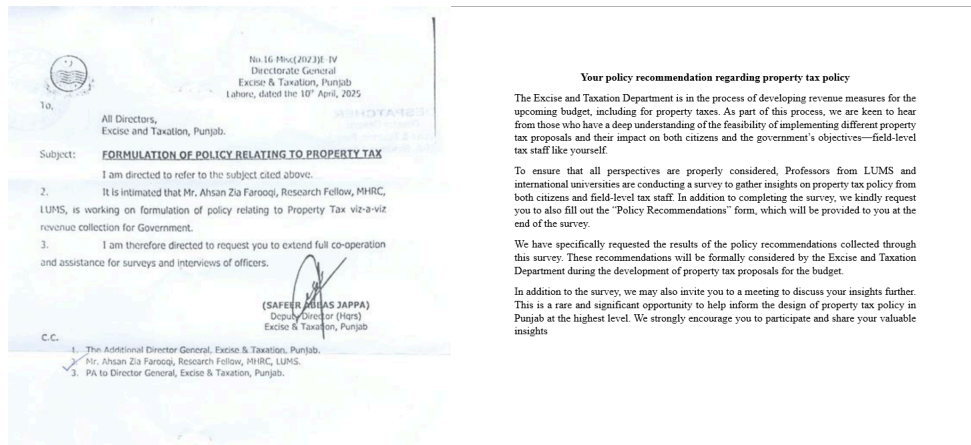 No.16-Misc(2023)E-IV
Directorate General
Excise & Taxation, Punjab
Lahore, dated the 10th April, 2025
To,
All Directors,
Excise and Taxation, Punjab.
Subject: FORMULATION OF POLICY RELATING TO PROPERTY TAX
I am directed to refer to the subject cited above.
2. It is intimated that Mr. Ahsan Zia Farooqi, Research Fellow, MHRC,
LUMS, is working on formulation of policy relating to Property Tax viz-a-viz
revenue collection for Government.
3. I am therefore directed to request you to extend full co-operation
and assistance for surveys and interviews of officers.
(SAFEER ABBAS JAPPA)
Deputy Director (Hqrs)
Excise & Taxation, Punjab
C.C.
1. The Additional Director General, Excise & Taxation, Punjab.
2. Mr. Ahsan Zia Farooqi, Research Fellow, MHRC, LUMS.
3. PA to Director General, Excise & Taxation, Punjab.
Your policy recommendation regarding property tax policy
The Excise and Taxation Department is in the process of developing revenue measures for the
upcoming budget, including for property taxes. As part of this process, we are keen to hear
from those who have a deep understanding of the feasibility of implementing different property
tax proposals and their impact on both citizens and the government's objectives—field-level
tax staff like yourself.
To ensure that all perspectives are properly considered, Professors from LUMS and
international universities are conducting a survey to gather insights on property tax policy from
both citizens and field-level tax staff. In addition to completing the survey, we kindly request
you to also fill out the “Policy Recommendations” form, which will be provided to you at the
end of the survey.
We have specifically requested the results of the policy recommendations collected through
this survey. These recommendations will be formally considered by the Excise and Taxation
Department during the development of property tax proposals for the budget.
In addition to the survey, we may also invite you to a meeting to discuss your insights further.
This is a rare and significant opportunity to help inform the design of property tax policy in
Punjab at the highest level. We strongly encourage you to participate and share your valuable
insights